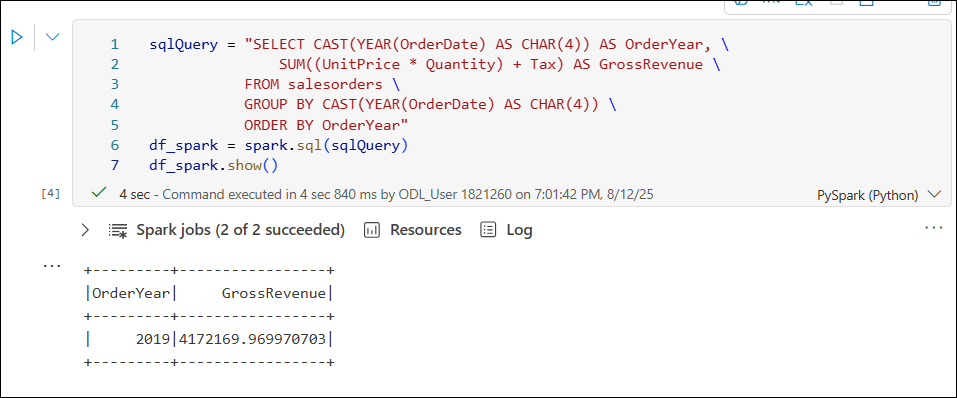 1 sqlQuery = "SELECT CAST(YEAR(OrderDate) AS CHAR(4)) AS OrderYear, \
2 SUM((UnitPrice * Quantity) + Tax) AS GrossRevenue \
3 FROM salesorders \
4 GROUP BY CAST(YEAR(OrderDate) AS CHAR(4)) \
5 ORDER BY OrderYear"
6 df_spark = spark.sql(sqlQuery)
7 df_spark.show()
[4] 4 sec - Command executed in 4 sec 840 ms by ODL_User 1821260 on 7:01:42 PM, 8/12/25 PySpark (Python)
Spark jobs (2 of 2 succeeded) Resources Log
+---------+-----------------+
|OrderYear|     GrossRevenue|
+---------+-----------------+
|     2019|4172169.969970703|
+---------+-----------------+